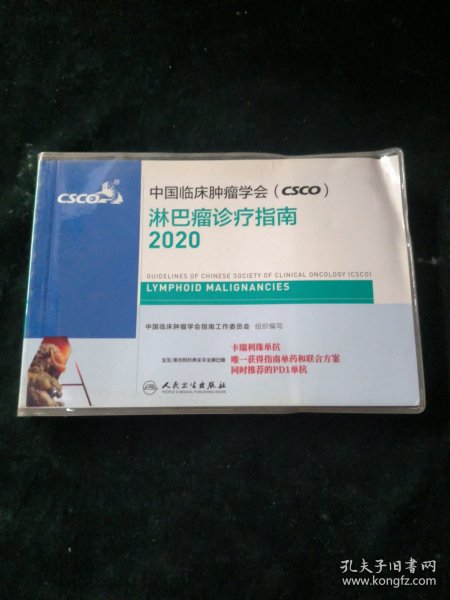 CSCO
中国临床肿瘤学会（CSCO）
淋巴瘤诊疗指南
2020
GUIDELINES OF CHINESE SOCIETY OF CLINICAL ONCOLOGY (CSCO)
LYMPHOID MALIGNANCIES
中国临床肿瘤学会指南工作委员会 组织编写
卡瑞利珠单抗
唯一获得指南单药和联合方案
同时推荐的PD1单抗
人民卫生出版社
PEOPLE'S MEDICAL PUBLISHING HOUSE
孔夫子旧书网
www.kongfz.com